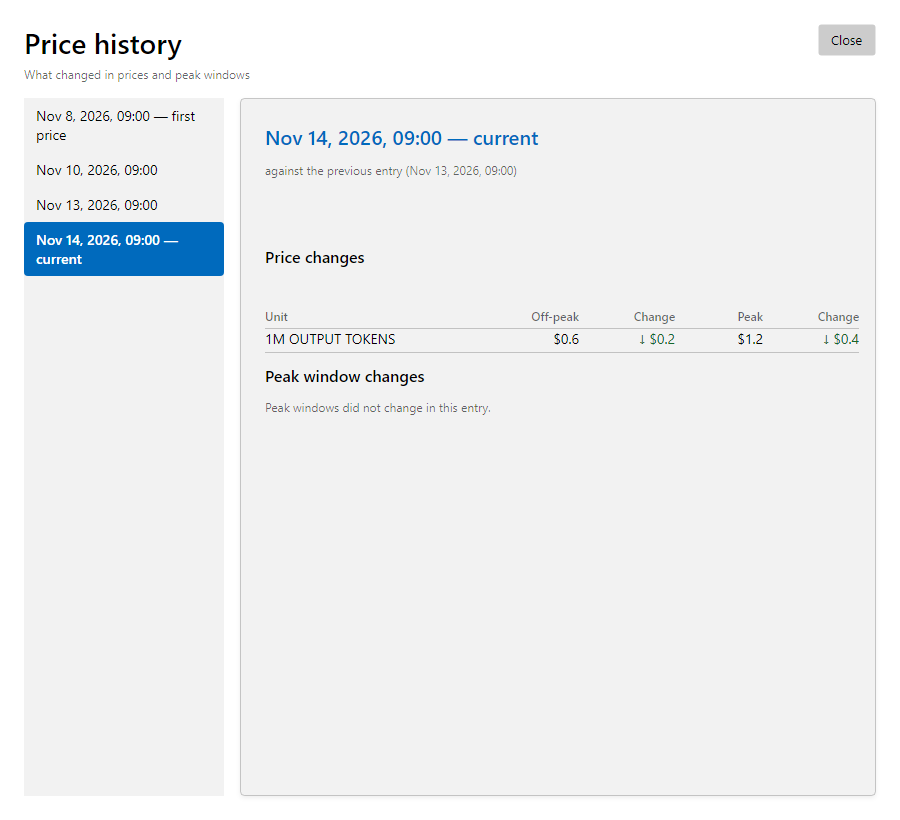 Price history
Close
What changed in prices and peak windows
Nov 8, 2026, 09:00 — first
price
Nov 10, 2026, 09:00
Nov 13, 2026, 09:00
Nov 14, 2026, 09:00 —
current
Nov 14, 2026, 09:00 — current
against the previous entry (Nov 13, 2026, 09:00)
Price changes
Unit Off-peak Change Peak Change
1M OUTPUT TOKENS $0.6 ↓ $0.2 $1.2 ↓ $0.4
Peak window changes
Peak windows did not change in this entry.